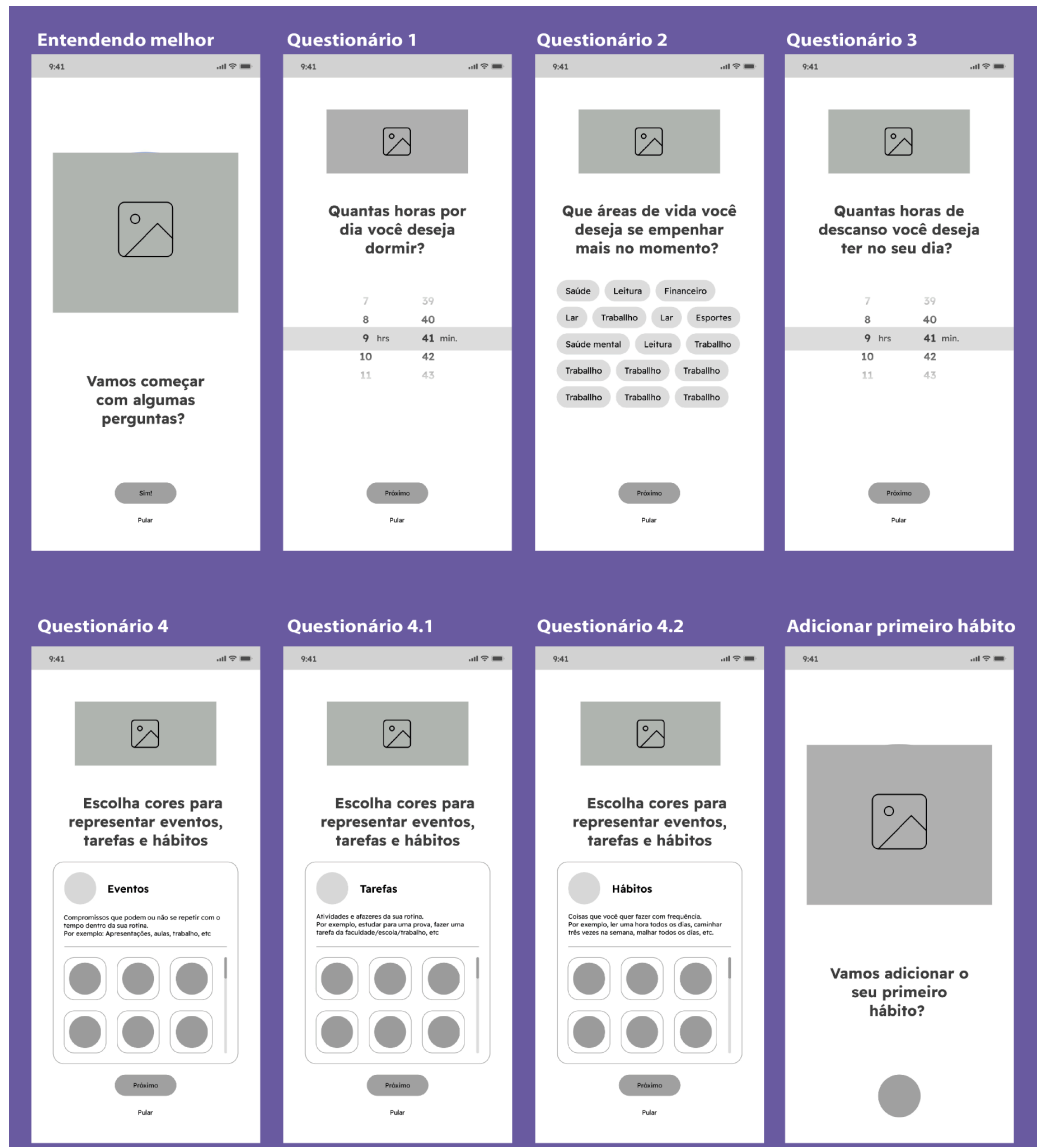 Entendendo melhor
9:41
Vamos começar
com algumas
perguntas?
Sim!
Pular
Questionário 1
9:41
Quantas horas por
dia você deseja
dormir?
7 39
8 40
9 hrs 41 min.
10 42
11 43
Próximo
Pular
Questionário 2
9:41
Que áreas de vida você
deseja se empenhar
mais no momento?
Saúde Leitura Financeiro
Lar Traballho Lar Esportes
Saúde mental Leitura Traballho
Traballho Traballho Traballho
Traballho Traballho Traballho
Próximo
Pular
Questionário 3
9:41
Quantas horas de
descanso você deseja
ter no seu dia?
7 39
8 40
9 hrs 41 min.
10 42
11 43
Próximo
Pular
Questionário 4
9:41
Escolha cores para
representar eventos,
tarefas e hábitos
Eventos
Compromissos que podem ou não se repetir com o
tempo dentro da sua rotina.
Por exemplo: Apresentações, aulas, trabalho, etc
Próximo
Pular
Questionário 4.1
9:41
Escolha cores para
representar eventos,
tarefas e hábitos
Tarefas
Atividades e afazeres da sua rotina.
Por exemplo, estudar para uma prova, fazer uma
tarefa da faculdade/escola/trabalho, etc
Próximo
Pular
Questionário 4.2
9:41
Escolha cores para
representar eventos,
tarefas e hábitos
Hábitos
Coisas que você quer fazer com frequência.
Por exemplo, ler uma hora todos os dias, caminhar
três vezes na semana, malhar todos os dias, etc.
Próximo
Pular
Adicionar primeiro hábito
9:41
Vamos adicionar o
seu primeiro
hábito?